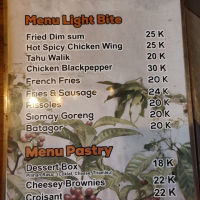 Menu Light Bite
Fried Dim sum 25 K
Hot Spicy Chicken Wing 25 K
Tahu Walik 20 K
Chicken Blackpepper 30 K
French Fries 20 K
Fries & Sausage 24 K
Rissoles 20 K
Siomay Goreng 20 K
Batagor 20 K
Menu Pastry
Dessert Box 18 K
Cheesey Brownies 22 K
Croisant 22 K